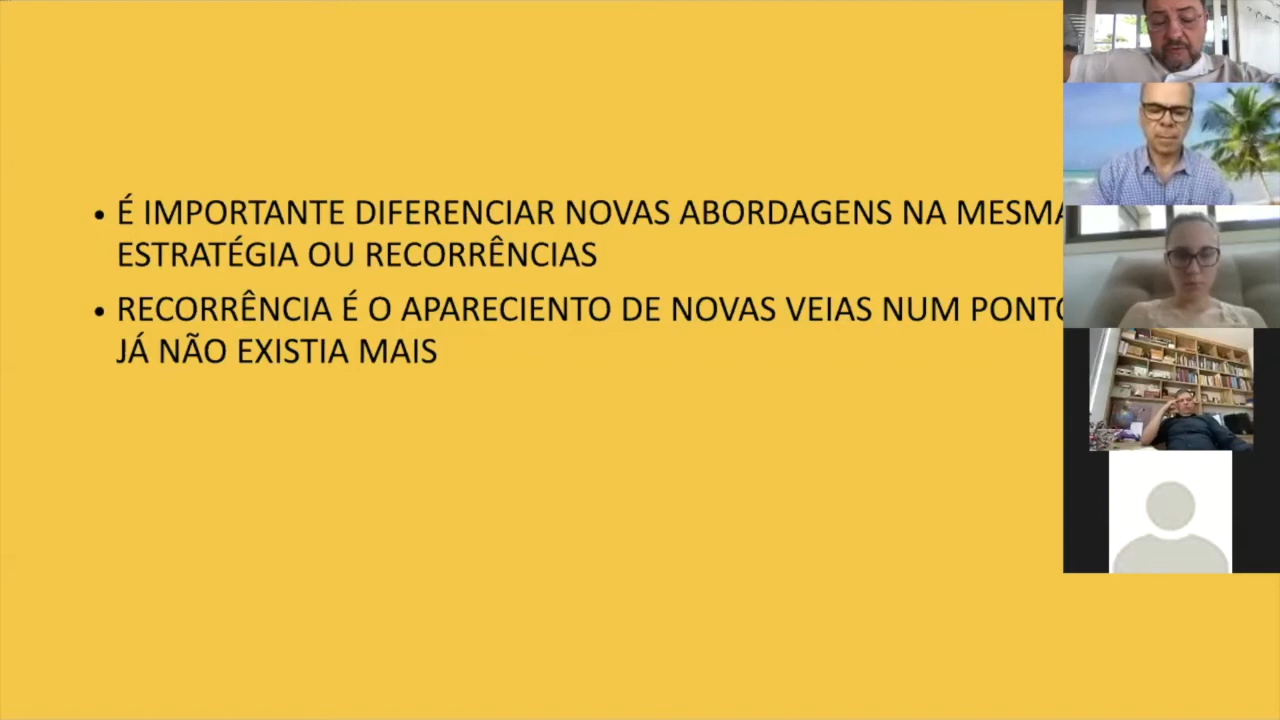 • É IMPORTANTE DIFERENCIAR NOVAS ABORDAGENS NA MESMA
ESTRATÉGIA OU RECORRÊNCIAS
• RECORRÊNCIA É O APARECIENTO DE NOVAS VEIAS NUM PONTO
JÁ NÃO EXISTIA MAIS